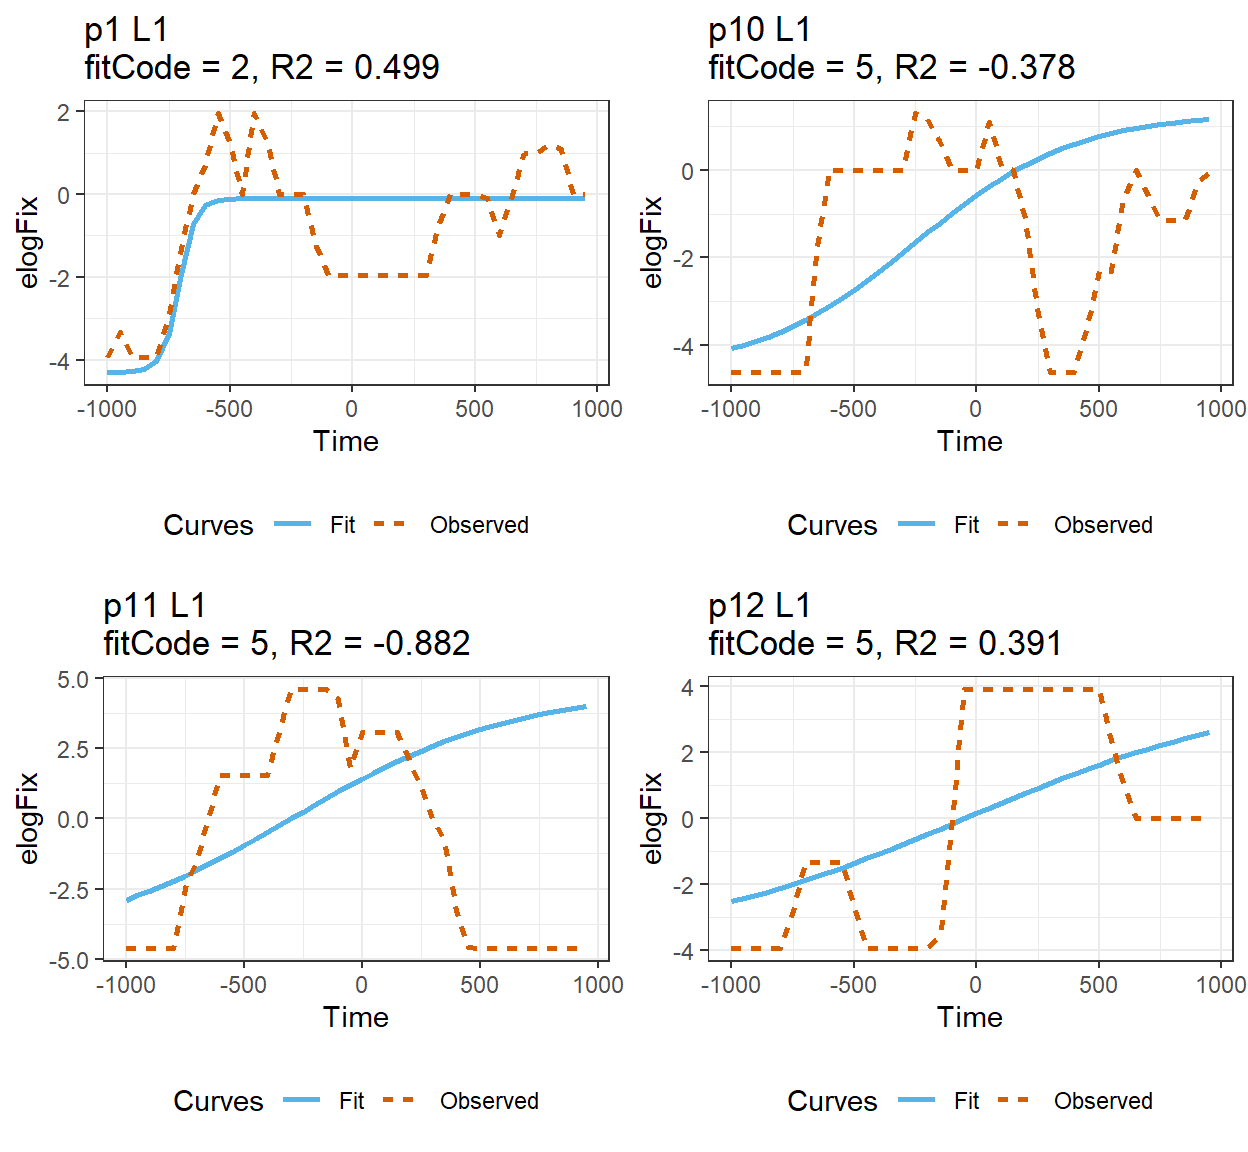 p1 L1
fitCode = 2, R2 = 0.499
elogFix
2
0
-2
-4
-1000 -500 0 500 1000
Time
Curves Fit Observed
p10 L1
fitCode = 5, R2 = -0.378
elogFix
0
-2
-4
-1000 -500 0 500 1000
Time
Curves Fit Observed
p11 L1
fitCode = 5, R2 = -0.882
elogFix
5.0
2.5
0.0
-2.5
-5.0
-1000 -500 0 500 1000
Time
Curves Fit Observed
p12 L1
fitCode = 5, R2 = 0.391
elogFix
4
2
0
-2
-4
-1000 -500 0 500 1000
Time
Curves Fit Observed